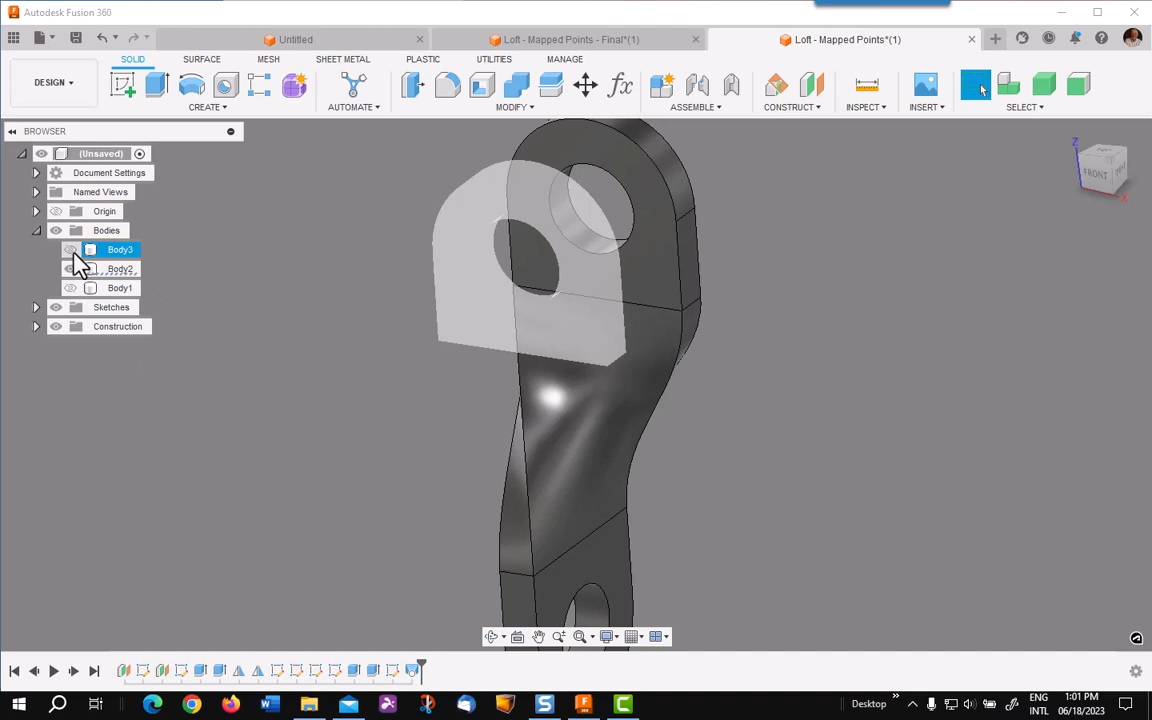 Autodesk Fusion 360
Untitled
Loft - Mapped Points - Final*(1)
Loft - Mapped Points*(1)
SOLID
SURFACE
MESH
SHEET METAL
PLASTIC
UTILITIES
MANAGE
DESIGN
CREATE
AUTOMATE
MODIFY
fx
ASSEMBLE
CONSTRUCT
INSPECT
INSERT
SELECT
BROWSER
(Unsaved)
Document Settings
Named Views
Origin
Bodies
Body3
Body2
Body1
Sketches
Construction
Z
FRONT
X
Desktop
ENG
INTL
1:01 PM
06/18/2023